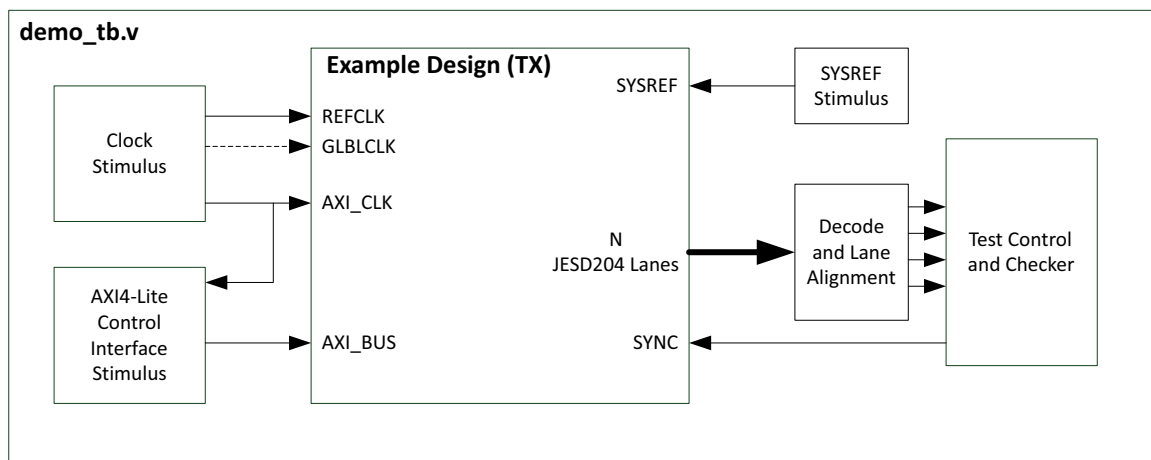 demo_tb.v
Example Design (TX)
Clock
Stimulus
REFCLK
GLBLCLK
AXI_CLK
AXI4-Lite
Control
Interface
Stimulus
AXI_BUS
SYSREF
SYSREF
Stimulus
N
JESD204 Lanes
Decode
and Lane
Alignment
Test Control
and Checker
SYNC